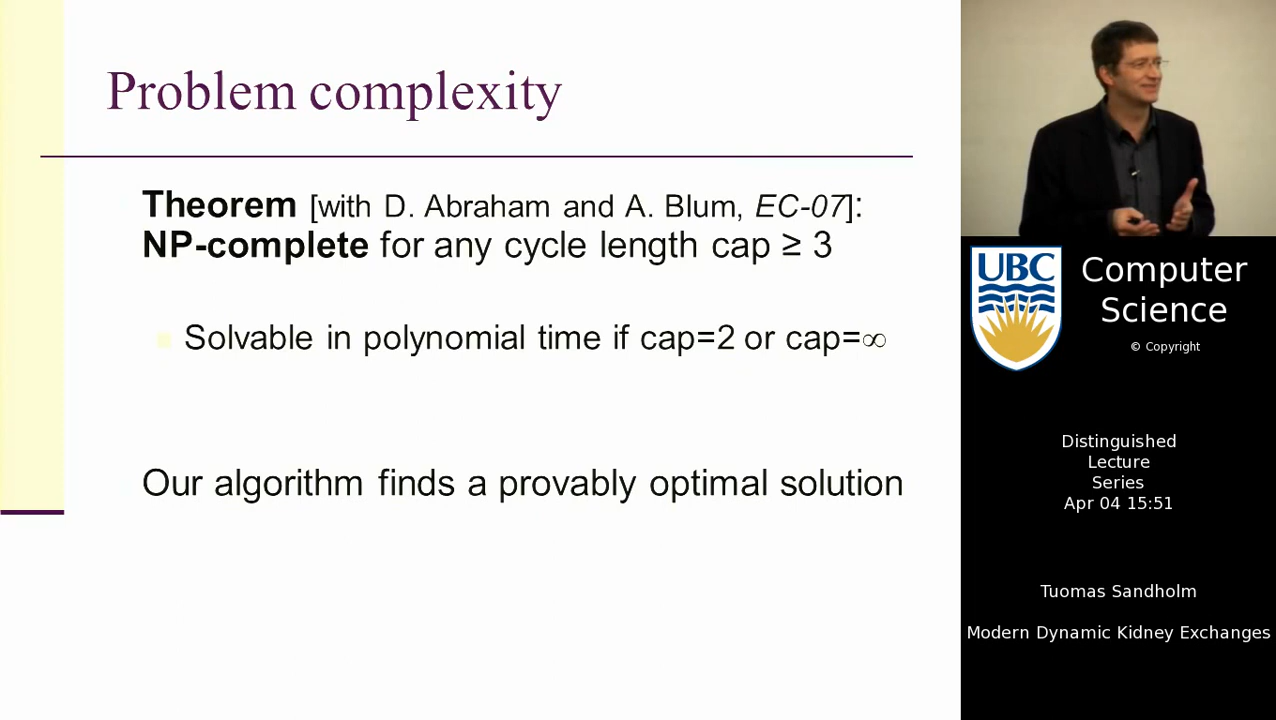 Problem complexity
Theorem [with D. Abraham and A. Blum, EC-07]:
NP-complete for any cycle length cap ≥ 3
Solvable in polynomial time if cap=2 or cap=∞
Our algorithm finds a provably optimal solution
UBC
Computer
Science
© Copyright
Distinguished
Lecture
Series
Apr 04 15:51
Tuomas Sandholm
Modern Dynamic Kidney Exchanges